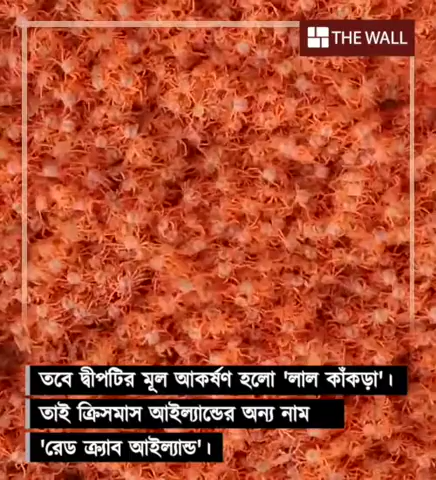 THE WALL
তবে দ্বীপটির মূল আকর্ষণ হলো 'লাল কাঁকড়া'।
তাই ক্রিসমাস আইল্যান্ডের অন্য নাম
'রেড ক্র্যাব আইল্যান্ড'।